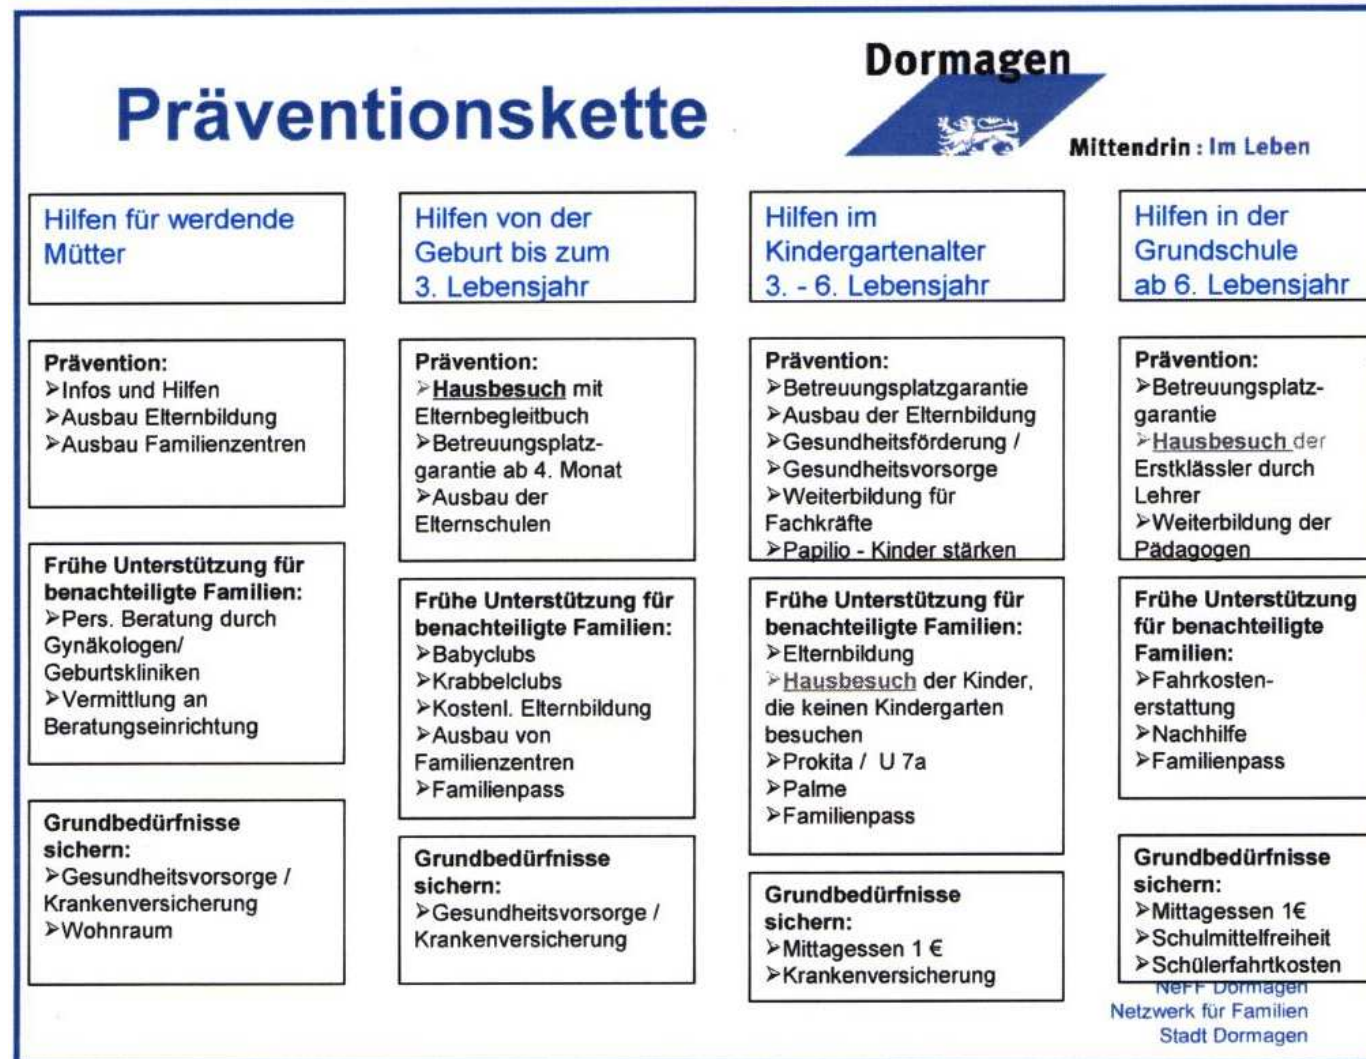 Präventionskette
Dormagen
Mittendrin : Im Leben
Hilfen für werdende
Mütter
Prävention:
➢Infos und Hilfen
➢Ausbau Elternbildung
➢Ausbau Familienzentren
Frühe Unterstützung für
benachteiligte Familien:
➢Pers. Beratung durch
Gynäkologen/
Geburtskliniken
➢Vermittlung an
Beratungseinrichtung
Grundbedürfnisse
sichern:
➢Gesundheitsvorsorge /
Krankenversicherung
➢Wohnraum
Hilfen von der
Geburt bis zum
3. Lebensjahr
Prävention:
➢Hausbesuch mit
Elternbegleitbuch
➢Betreuungsplatz-
garantie ab 4. Monat
➢Ausbau der
Elternschulen
Frühe Unterstützung für
benachteiligte Familien:
➢Babyclubs
➢Krabbelclubs
➢Kostenl. Elternbildung
➢Ausbau von
Familienzentren
➢Familienpass
Grundbedürfnisse
sichern:
➢Gesundheitsvorsorge /
Krankenversicherung
Hilfen im
Kindergartenalter
3. - 6. Lebensjahr
Prävention:
➢Betreuungsplatzgarantie
➢Ausbau der Elternbildung
➢Gesundheitsförderung /
➢Gesundheitsvorsorge
➢Weiterbildung für
Fachkräfte
➢Papilio - Kinder stärken
Frühe Unterstützung für
benachteiligte Familien:
➢Elternbildung
➢Hausbesuch der Kinder,
die keinen Kindergarten
besuchen
➢Prokita / U 7a
➢Palme
➢Familienpass
Grundbedürfnisse
sichern:
➢Mittagessen 1 €
➢Krankenversicherung
Hilfen in der
Grundschule
ab 6. Lebensjahr
Prävention:
➢Betreuungsplatz-
garantie
➢Hausbesuch der
Erstklässler durch
Lehrer
➢Weiterbildung der
Pädagogen
Frühe Unterstützung
für benachteiligte
Familien:
➢Fahrkosten-
erstattung
➢Nachhilfe
➢Familienpass
Grundbedürfnisse
sichern:
➢Mittagessen 1€
➢Schulmittelfreiheit
➢Schülerfahrtkosten
NeFF Dormagen
Netzwerk für Familien
Stadt Dormagen